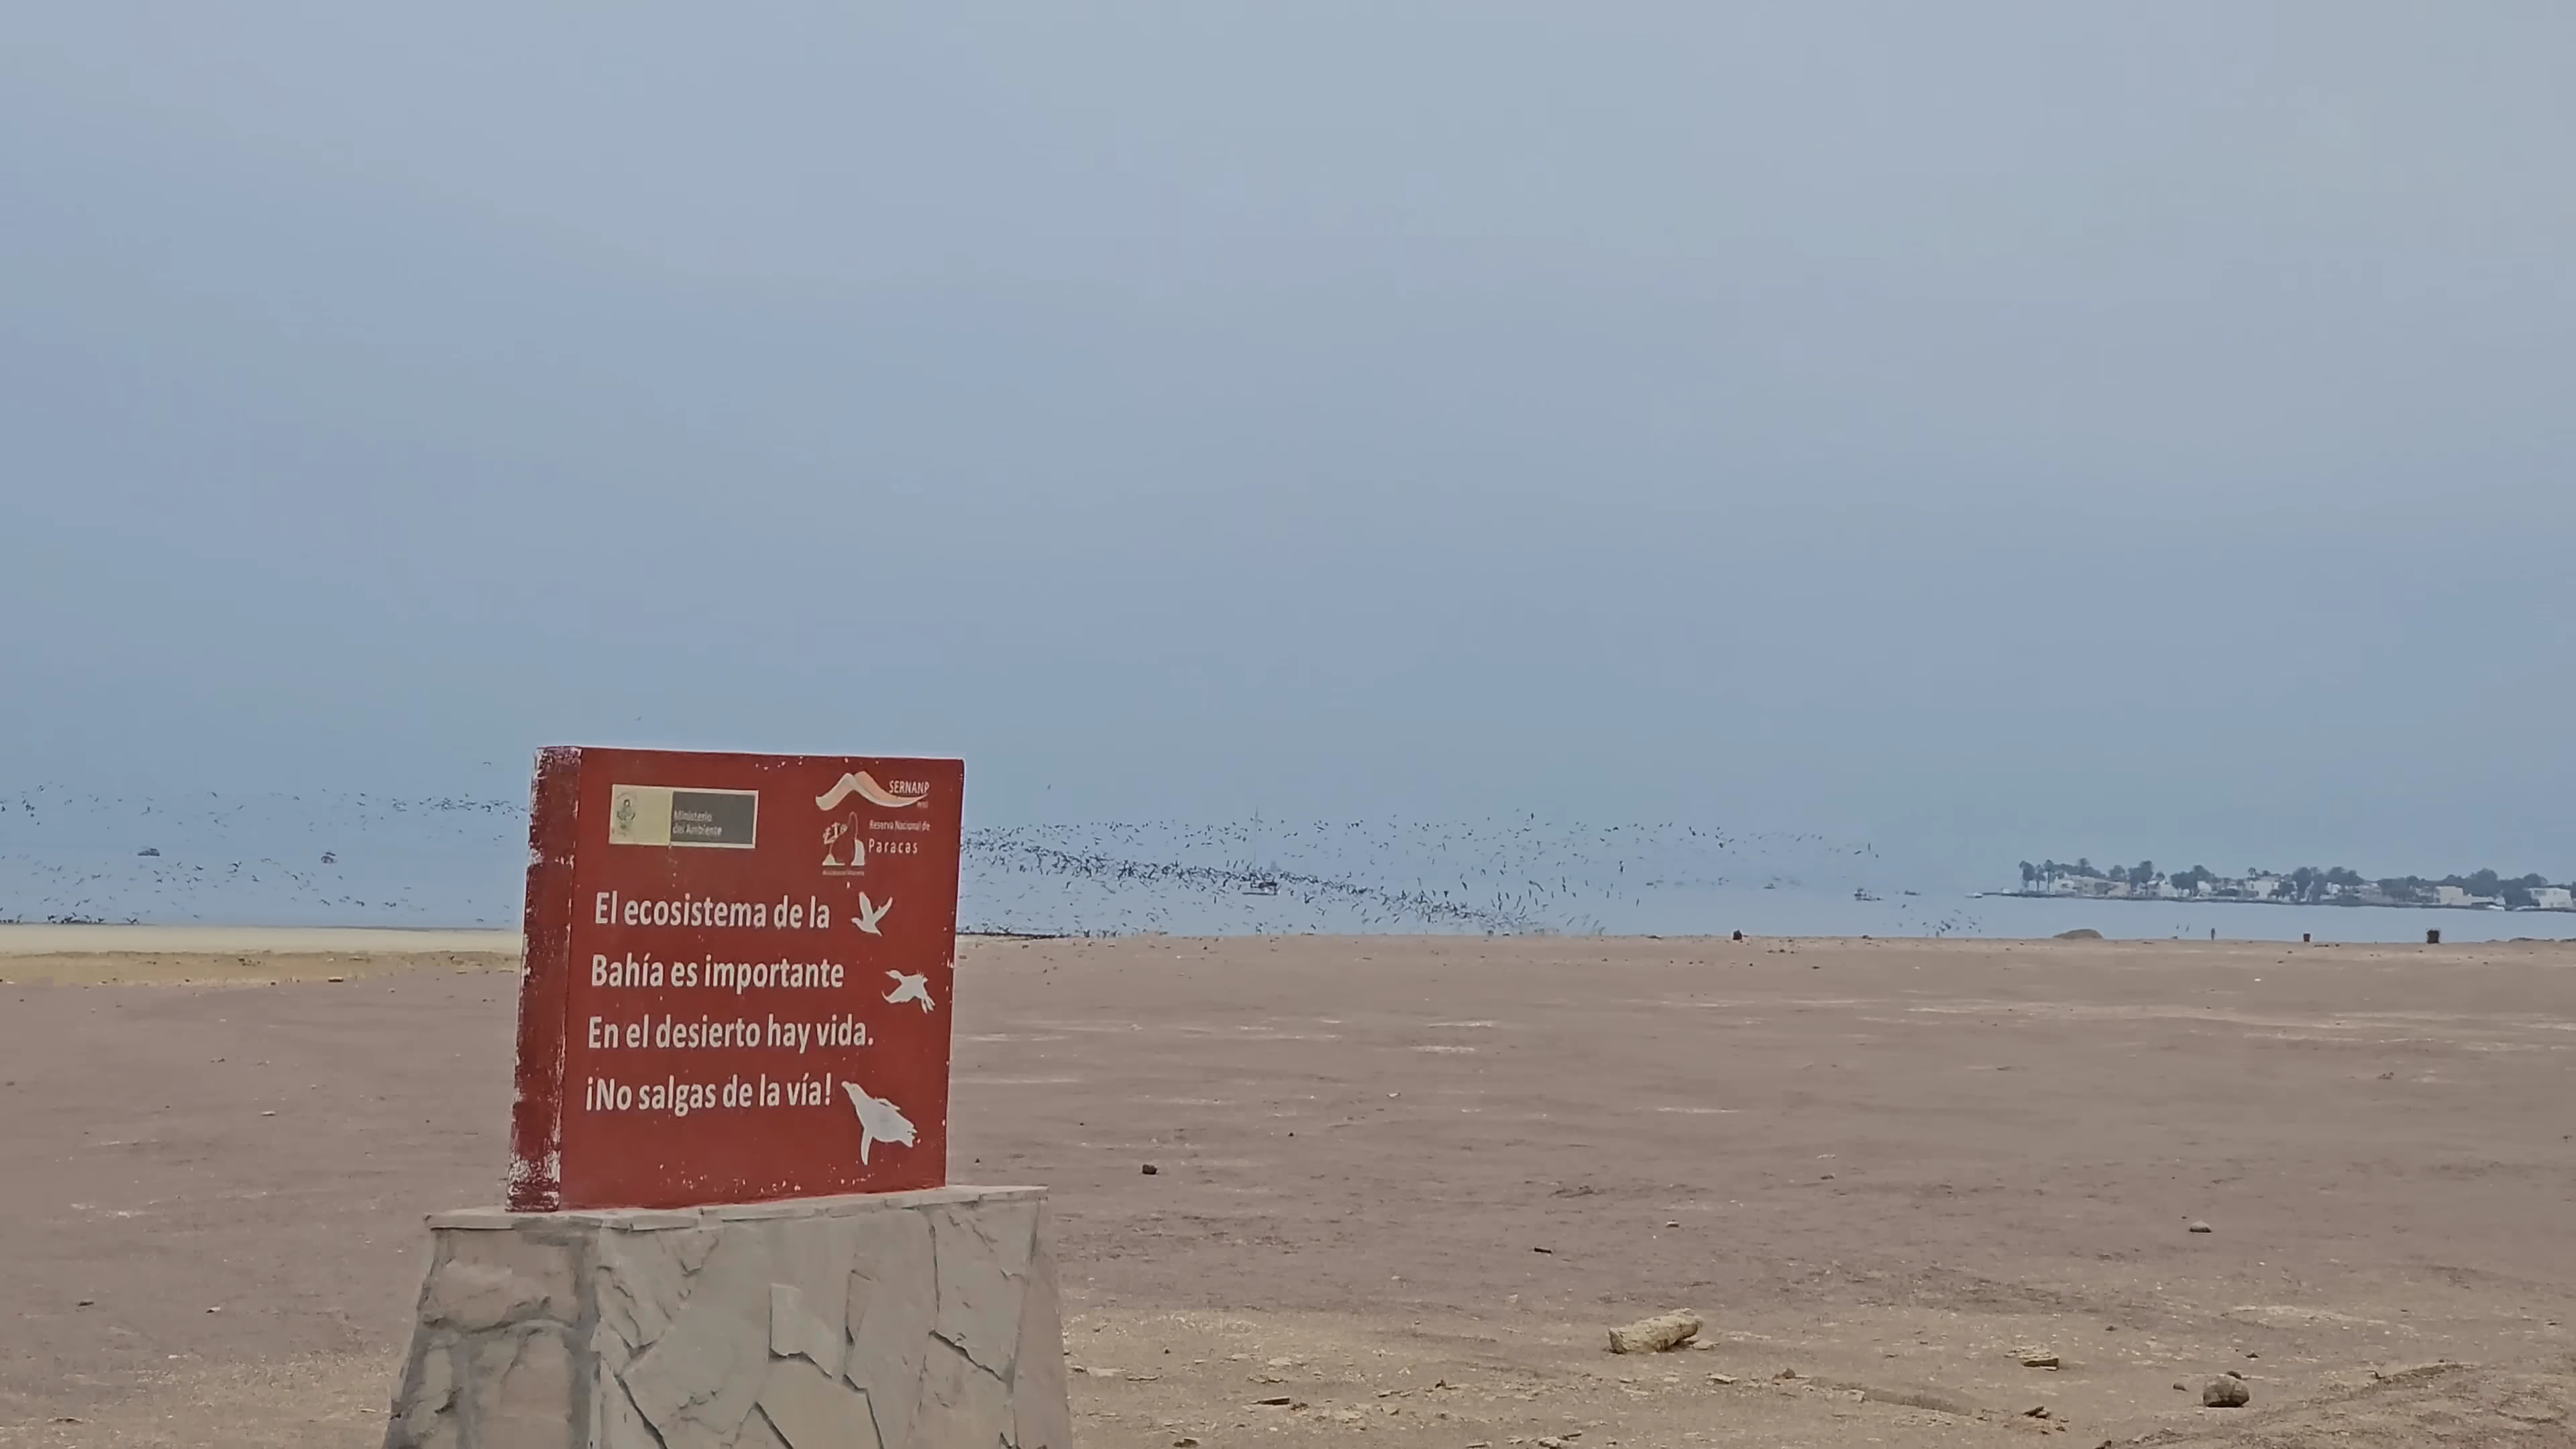 Ministerio
del Ambiente
SERNANP
PERÚ
Reserva Nacional de
Paracas
El ecosistema de la
Bahía es importante
En el desierto hay vida.
¡No salgas de la vía!